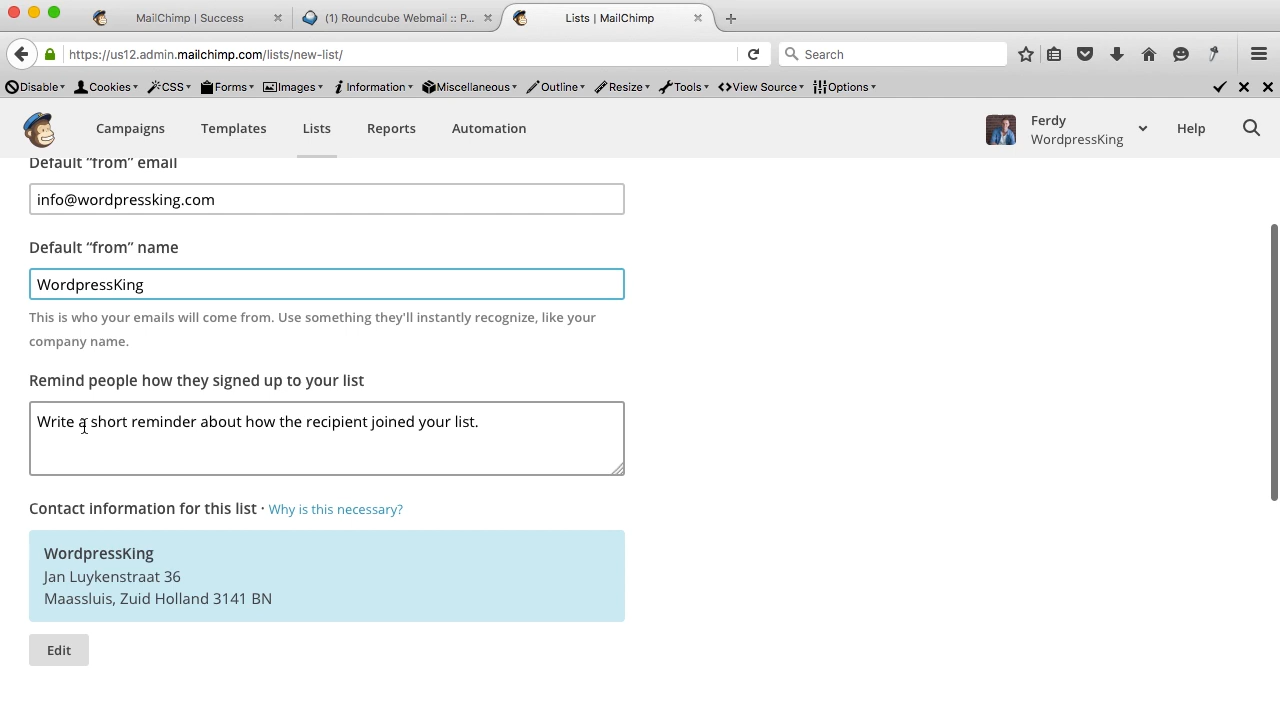 MailChimp | Success
(1) Roundcube Webmail :: P...
Lists | MailChimp
https://us12.admin.mailchimp.com/lists/new-list/
Search
Disable
Cookies
CSS
Forms
Images
Information
Miscellaneous
Outline
Resize
Tools
View Source
Options
Campaigns
Templates
Lists
Reports
Automation
Ferdy
WordpressKing
Help
Default “from” email
info@wordpressking.com
Default “from” name
WordpressKing
This is who your emails will come from. Use something they'll instantly recognize, like your
company name.
Remind people how they signed up to your list
Write a short reminder about how the recipient joined your list.
Contact information for this list · Why is this necessary?
WordpressKing
Jan Luykenstraat 36
Maassluis, Zuid Holland 3141 BN
Edit